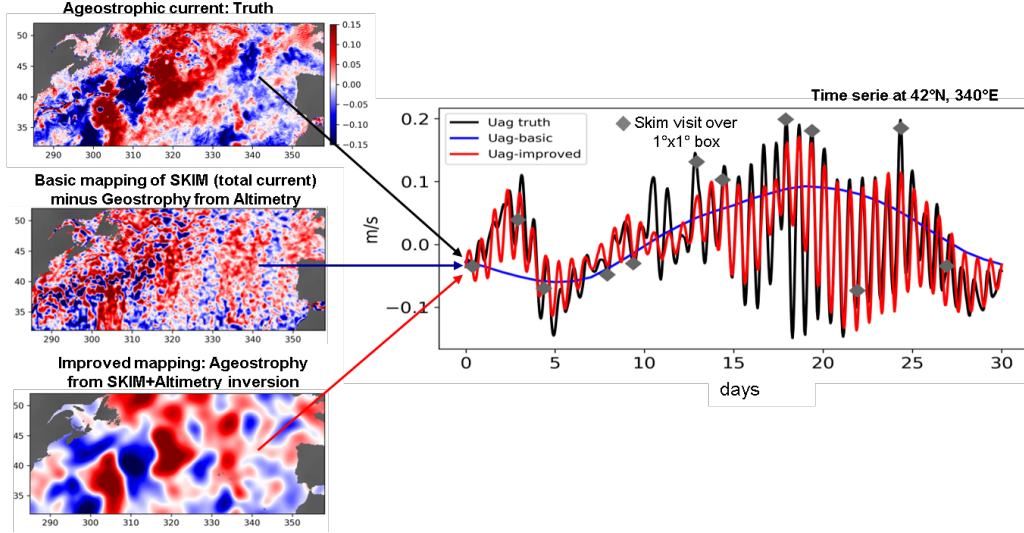 Ageostrophic current: Truth
50
45
40
35
290 300 310 320 330 340 350
0.15
0.10
0.05
0.00
−0.05
−0.10
−0.15
Basic mapping of SKIM (total current)
minus Geostrophy from Altimetry
50
45
40
35
290 300 310 320 330 340 350
Improved mapping: Ageostrophy
from SKIM+Altimetry inversion
50
45
40
35
290 300 310 320 330 340 350
Time serie at 42°N, 340°E
Uag truth
Uag-basic
Uag-improved
Skim visit over
1°x1° box
m/s
0.2
0.1
0.0
−0.1
0 5 10 15 20 25 30
days